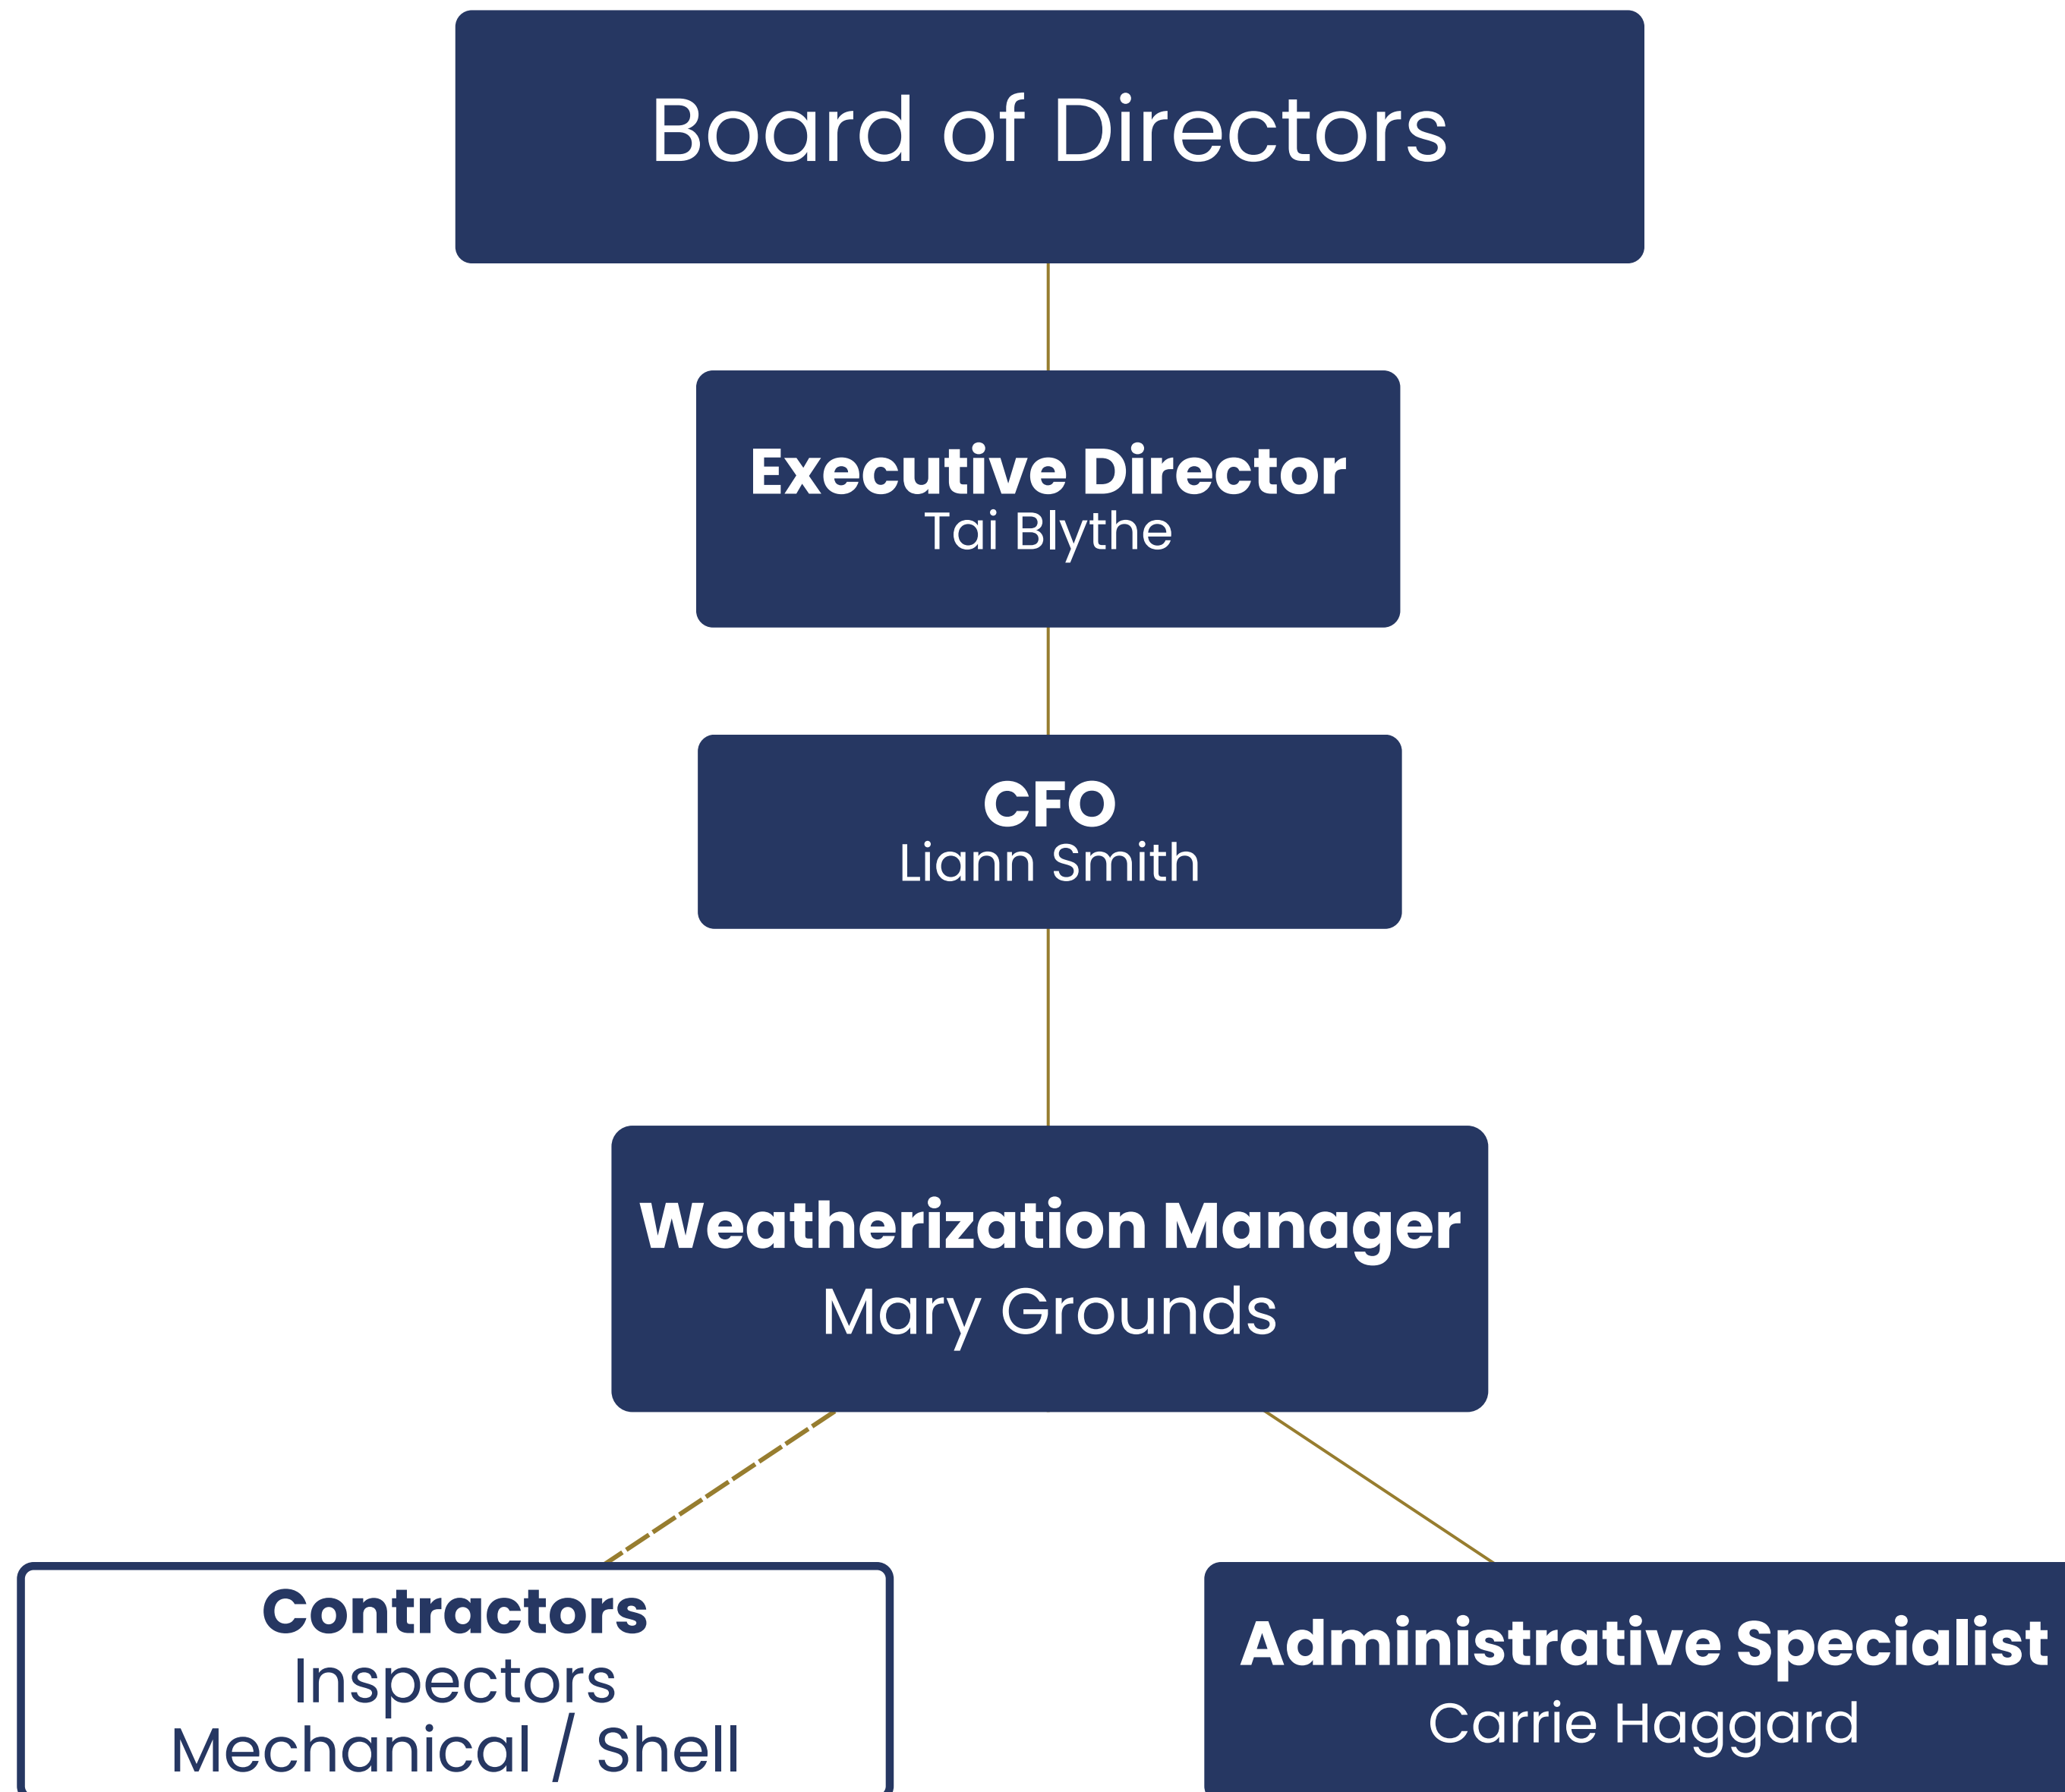 Board of Directors
Executive Director
Tai Blythe
CFO
Liann Smith
Weatherization Manager
Mary Grounds
Contractors
Inspectors
Mechanical / Shell
Administrative Specialist
Carrie Haggard